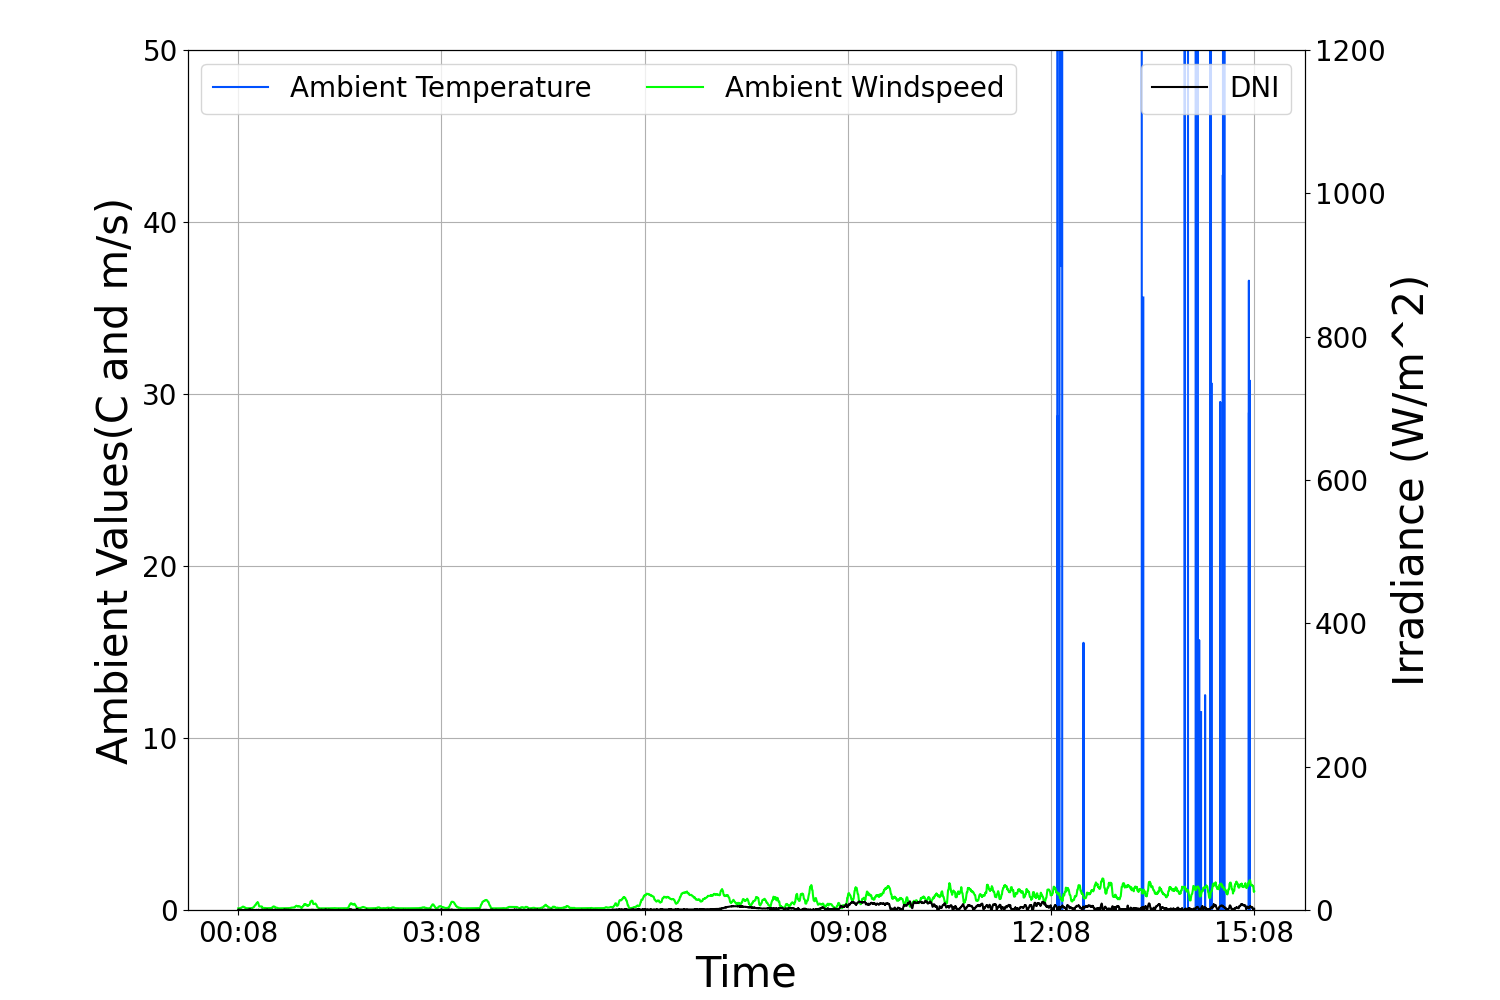 Ambient Temperature
Ambient Windspeed
DNI
Ambient Values(C and m/s)
50
40
30
20
10
0
1200
1000
800
600
400
200
0
Irradiance (W/m^2)
00:08 03:08 06:08 09:08 12:08 15:08
Time